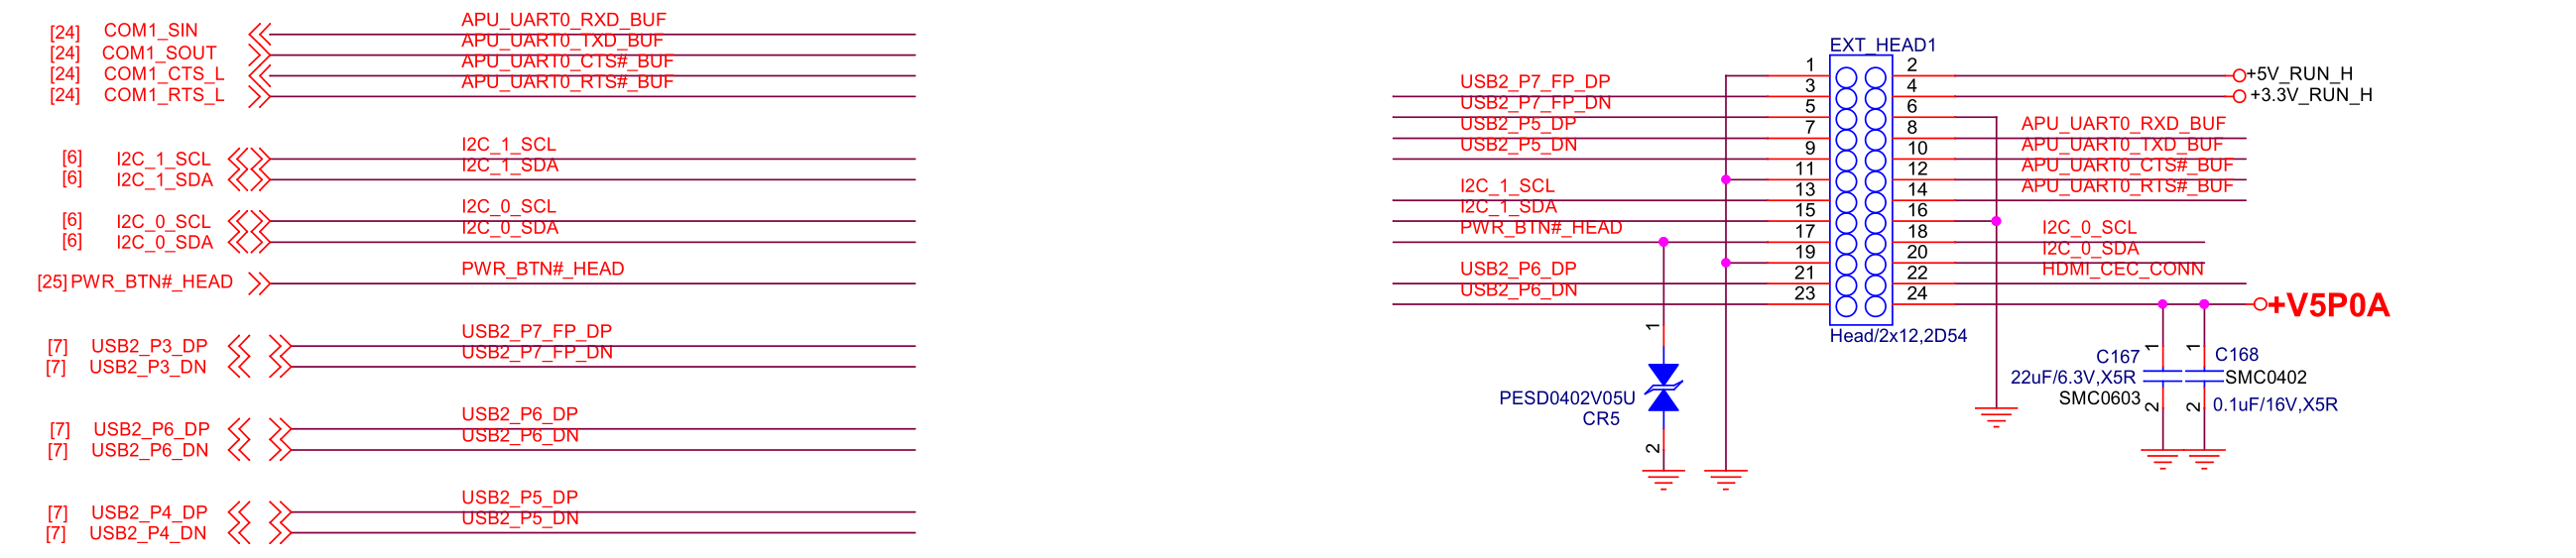 [24] COM1_SIN APU_UART0_RXD_BUF
[24] COM1_SOUT APU_UART0_TXD_BUF
[24] COM1_CTS_L APU_UART0_CTS#_BUF
[24] COM1_RTS_L APU_UART0_RTS#_BUF
[6] I2C_1_SCL I2C_1_SCL
[6] I2C_1_SDA I2C_1_SDA
[6] I2C_0_SCL I2C_0_SCL
[6] I2C_0_SDA I2C_0_SDA
[25] PWR_BTN#_HEAD PWR_BTN#_HEAD
[7] USB2_P3_DP USB2_P7_FP_DP
[7] USB2_P3_DN USB2_P7_FP_DN
[7] USB2_P6_DP USB2_P6_DP
[7] USB2_P6_DN USB2_P6_DN
[7] USB2_P4_DP USB2_P5_DP
[7] USB2_P4_DN USB2_P5_DN
EXT_HEAD1
1 2 +5V_RUN_H
USB2_P7_FP_DP 3 4 +3.3V_RUN_H
USB2_P7_FP_DN 5 6
USB2_P5_DP 7 8 APU_UART0_RXD_BUF
USB2_P5_DN 9 10 APU_UART0_TXD_BUF
11 12 APU_UART0_CTS#_BUF
I2C_1_SCL 13 14 APU_UART0_RTS#_BUF
I2C_1_SDA 15 16
PWR_BTN#_HEAD 17 18 I2C_0_SCL
19 20 I2C_0_SDA
USB2_P6_DP 21 22 HDMI_CEC_CONN
USB2_P6_DN 23 24 +V5P0A
Head/2x12,2D54
1
PESD0402V05U
CR5
2
1 1
C167 C168
22uF/6.3V,X5R SMC0402
SMC0603 0.1uF/16V,X5R
2 2